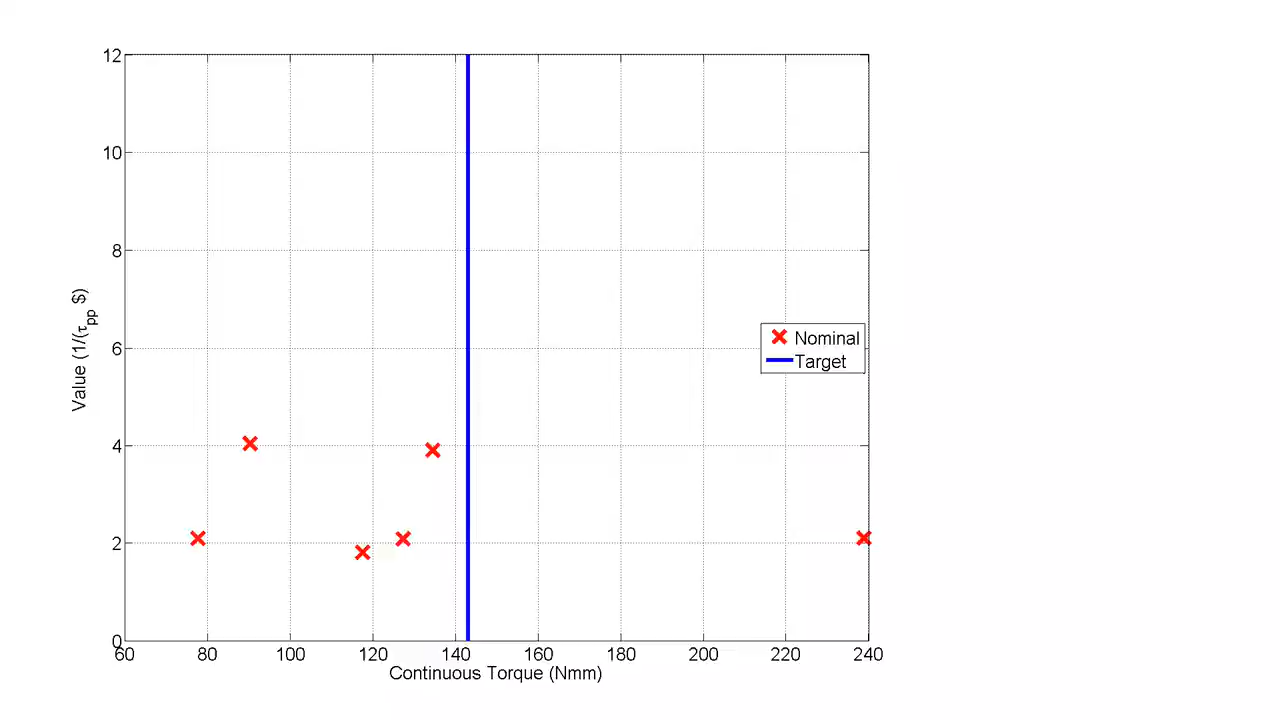 12
10
8
6
4
2
0
Value (1/(τpp $)
Nominal
Target
60 80 100 120 140 160 180 200 220 240
Continuous Torque (Nmm)